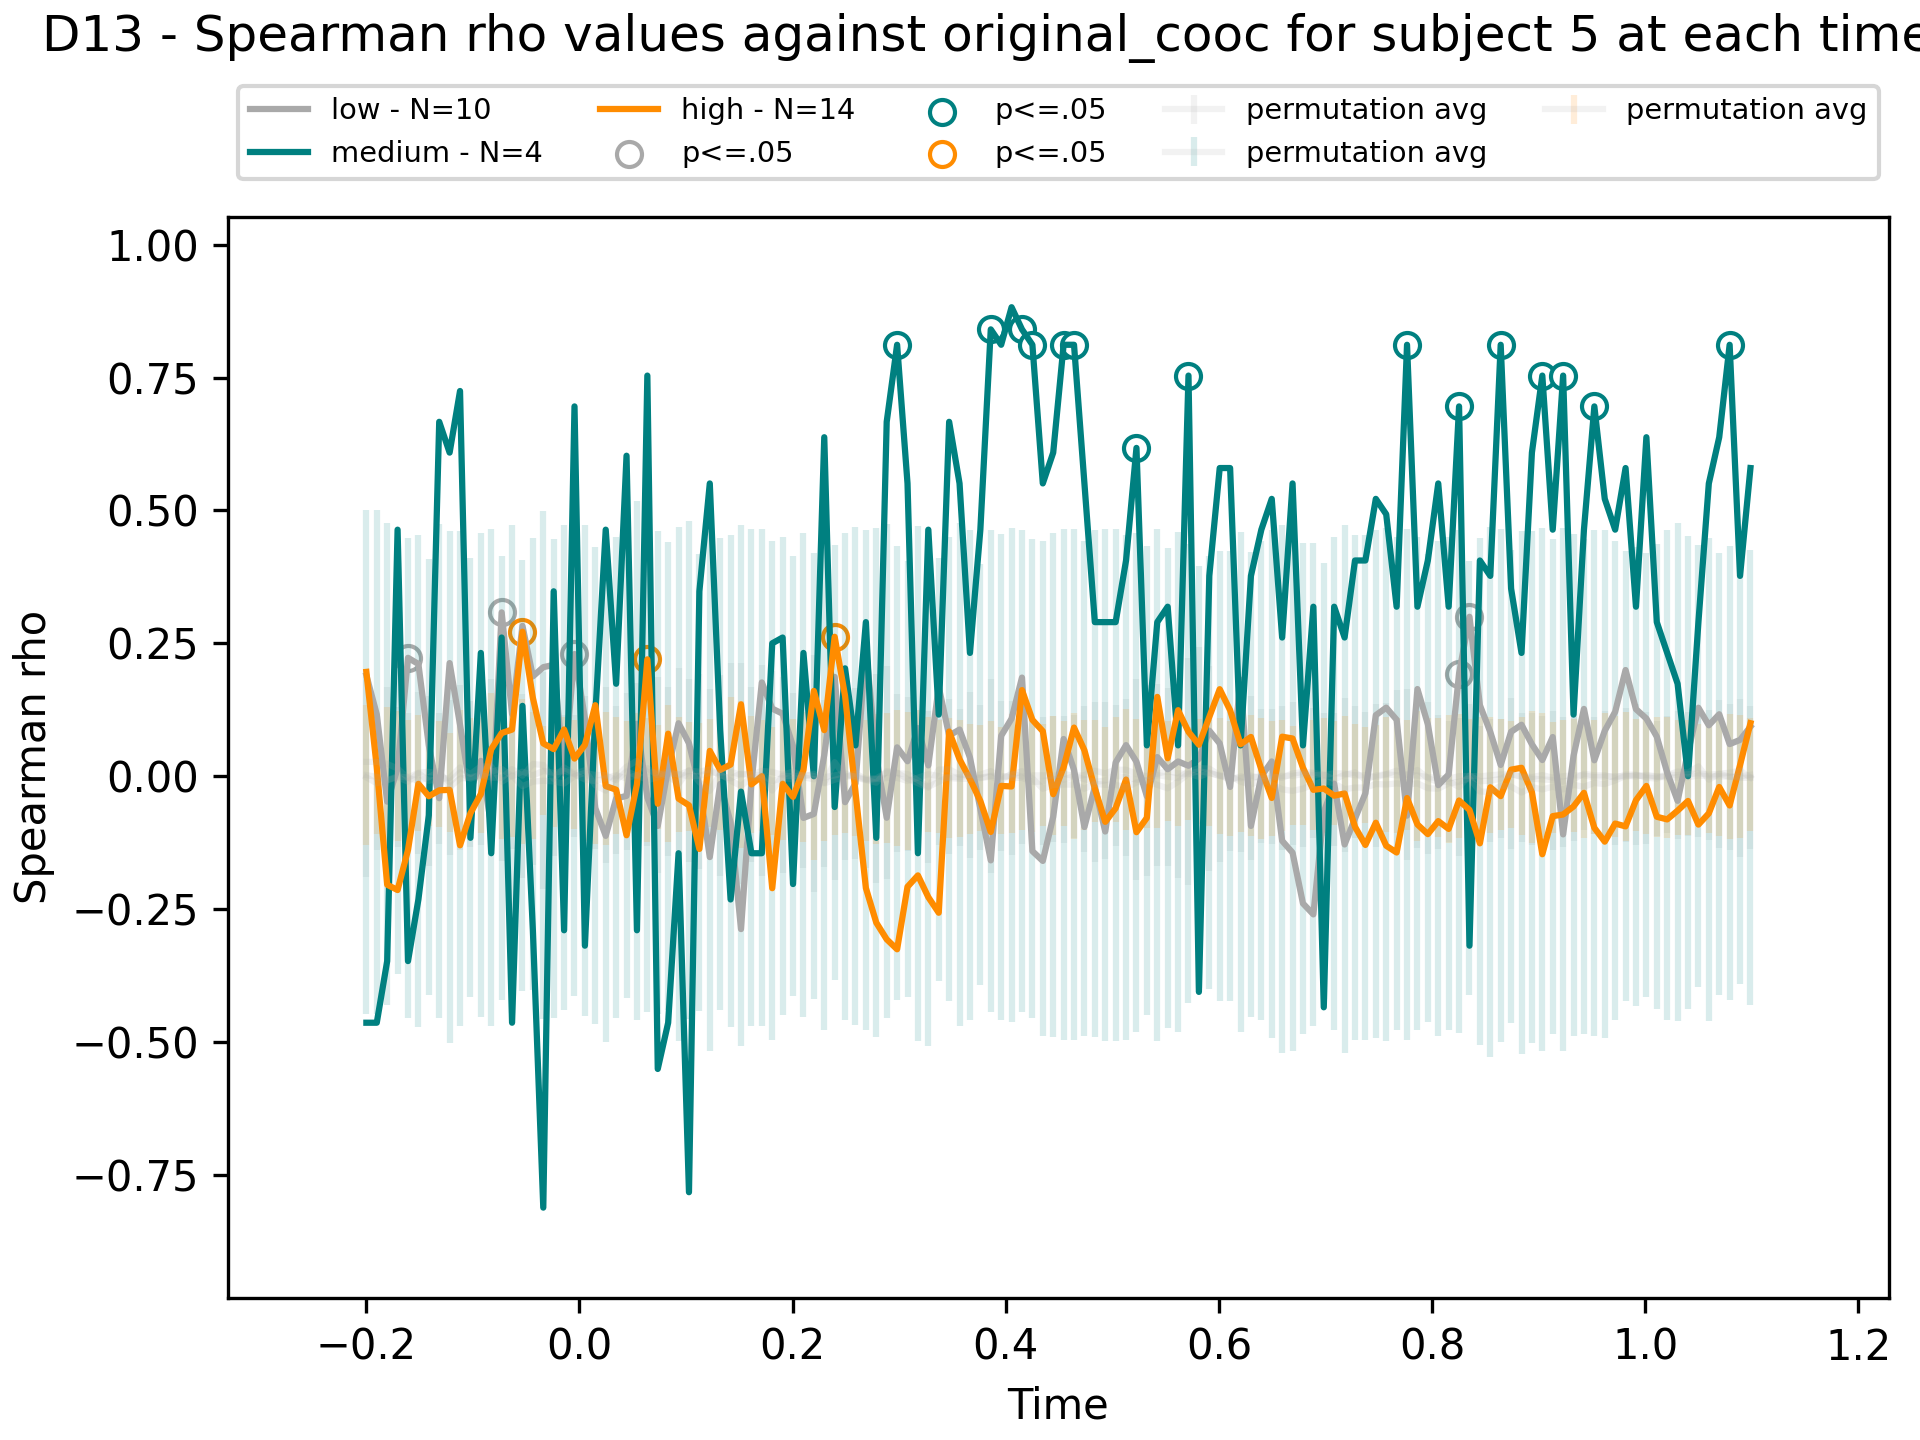 D13 - Spearman rho values against original_cooc for subject 5 at each time
low - N=10
medium - N=4
high - N=14
p<=.05
p<=.05
p<=.05
permutation avg
permutation avg
permutation avg
1.00
0.75
0.50
0.25
0.00
−0.25
−0.50
−0.75
Spearman rho
−0.2 0.0 0.2 0.4 0.6 0.8 1.0 1.2
Time